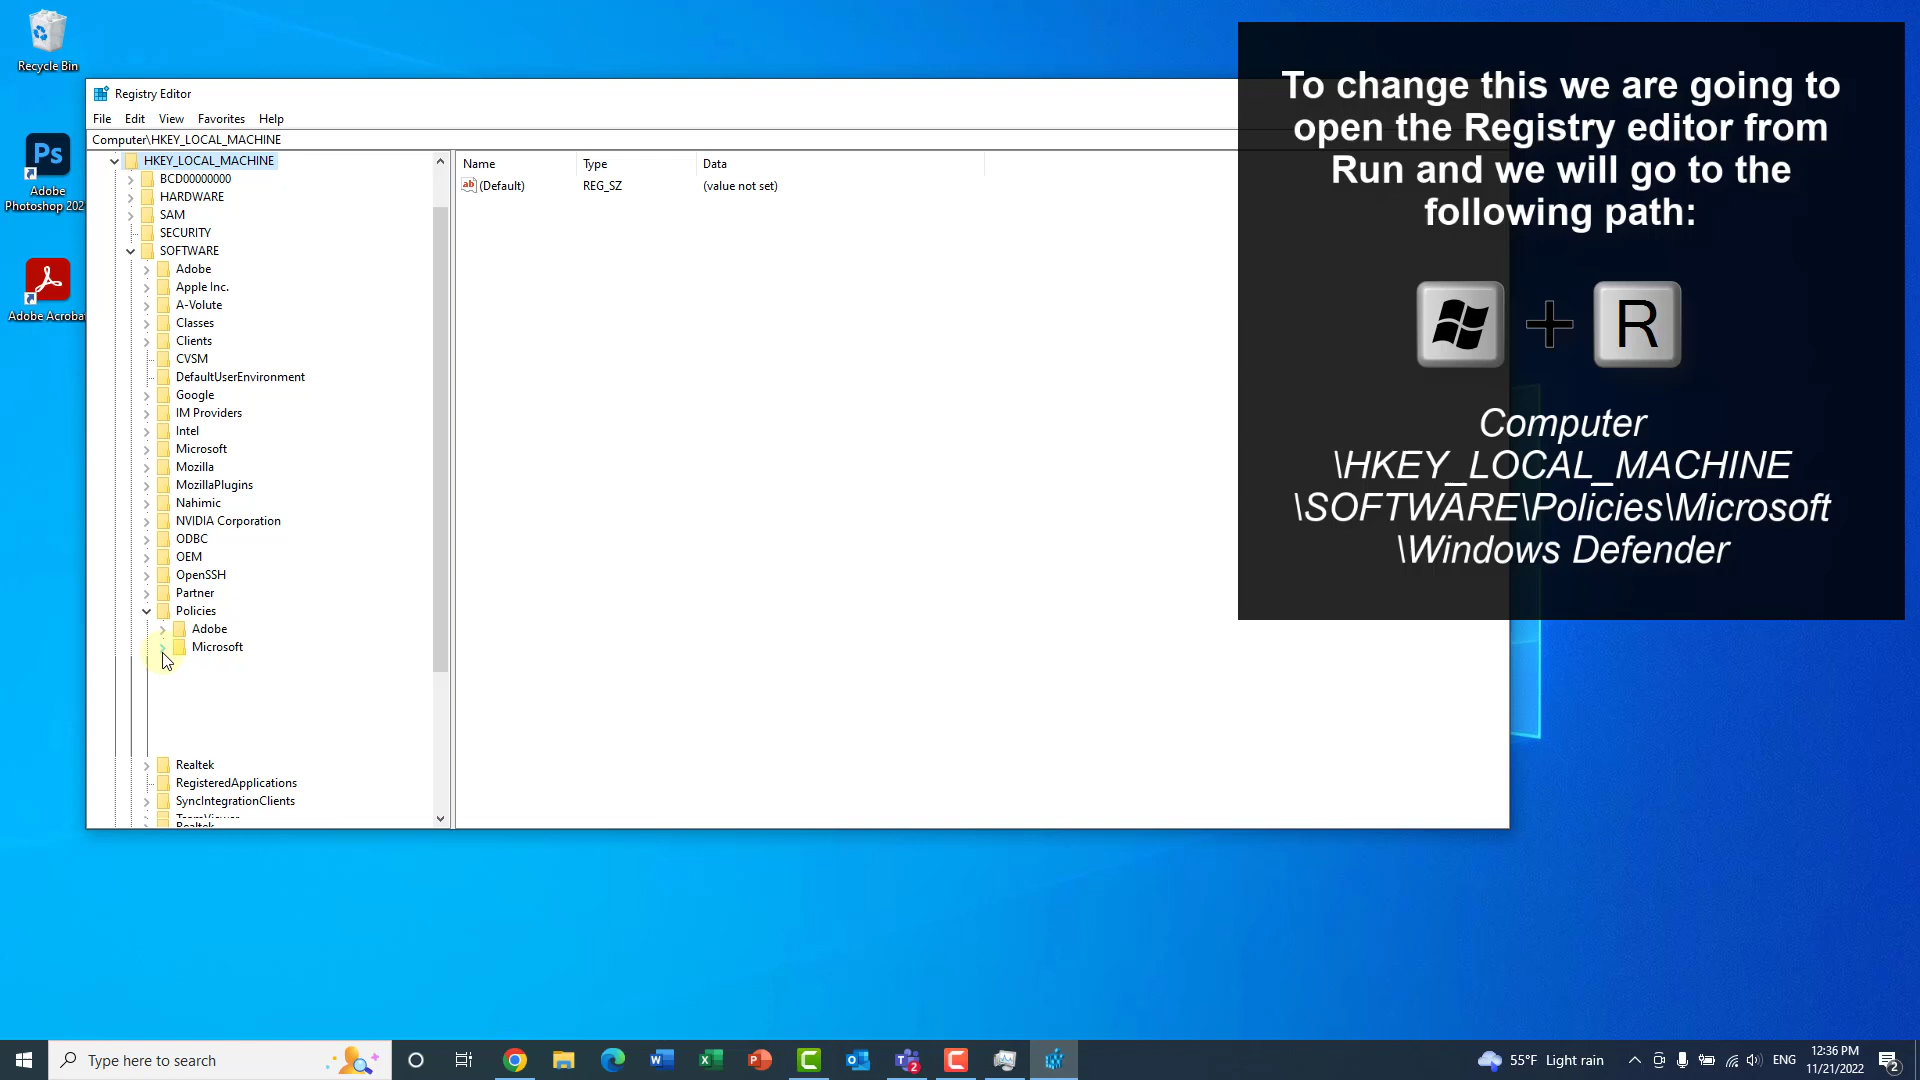 Recycle Bin
Adobe
Photoshop 202
Adobe Acroba
Registry Editor
File Edit View Favorites Help
Computer\HKEY_LOCAL_MACHINE
HKEY_LOCAL_MACHINE
BCD00000000
HARDWARE
SAM
SECURITY
SOFTWARE
Adobe
Apple Inc.
A-Volute
Classes
Clients
CVSM
DefaultUserEnvironment
Google
IM Providers
Intel
Microsoft
Mozilla
MozillaPlugins
Nahimic
NVIDIA Corporation
ODBC
OEM
OpenSSH
Partner
Policies
Adobe
Microsoft
Realtek
RegisteredApplications
SyncIntegrationClients
Name Type Data
ab (Default) REG_SZ (value not set)
To change this we are going to
open the Registry editor from
Run and we will go to the
following path:
+ R
Computer
\HKEY_LOCAL_MACHINE
\SOFTWARE\Policies\Microsoft
\Windows Defender
Type here to search
55°F Light rain
ENG
12:36 PM
11/21/2022
2